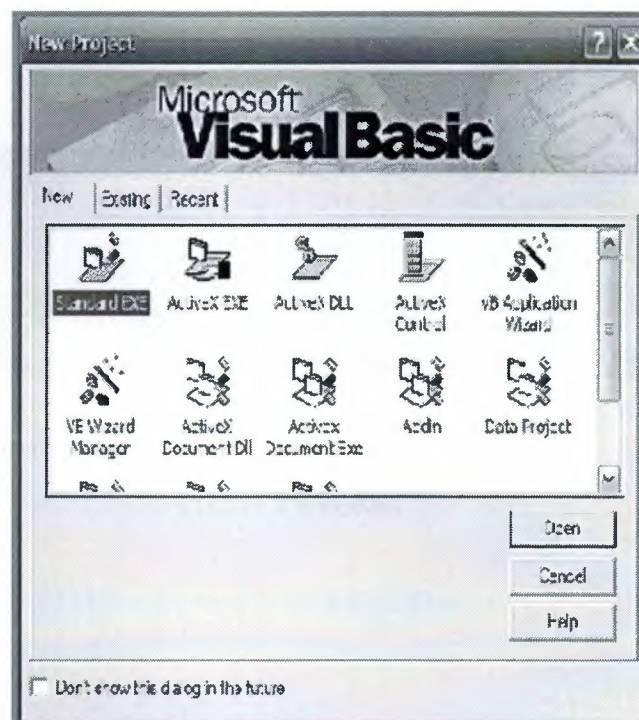 New Project
Microsoft
Visual Basic
New Existing Recent
Standard EXE ActiveX EXE ActiveX DLL ActiveX Control VB Application Wizard
VB Wizard Manager ActiveX Document Dll Activex Document Exe Addin Data Project
Open
Cancel
Help
Don't show this dialog in the future